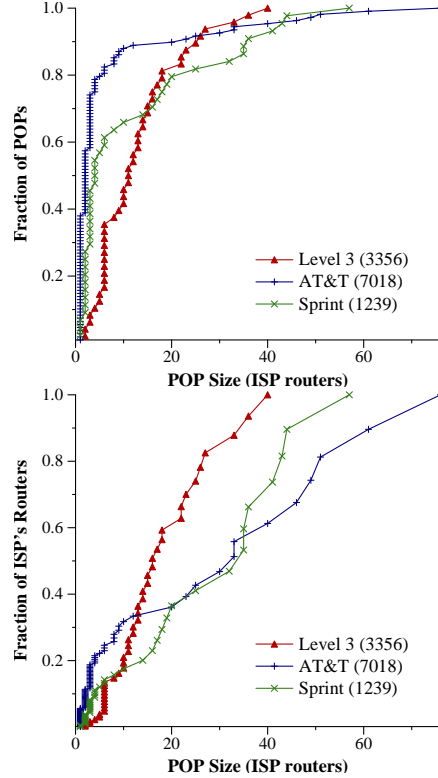 1.0
0.8
0.6
0.4
0.2
Fraction of POPs
Level 3 (3356)
AT&T (7018)
Sprint (1239)
0
20
40
60
POP Size (ISP routers)
1.0
0.8
0.6
0.4
0.2
Fraction of ISP's Routers
Level 3 (3356)
AT&T (7018)
Sprint (1239)
0
20
40
60
POP Size (ISP routers)